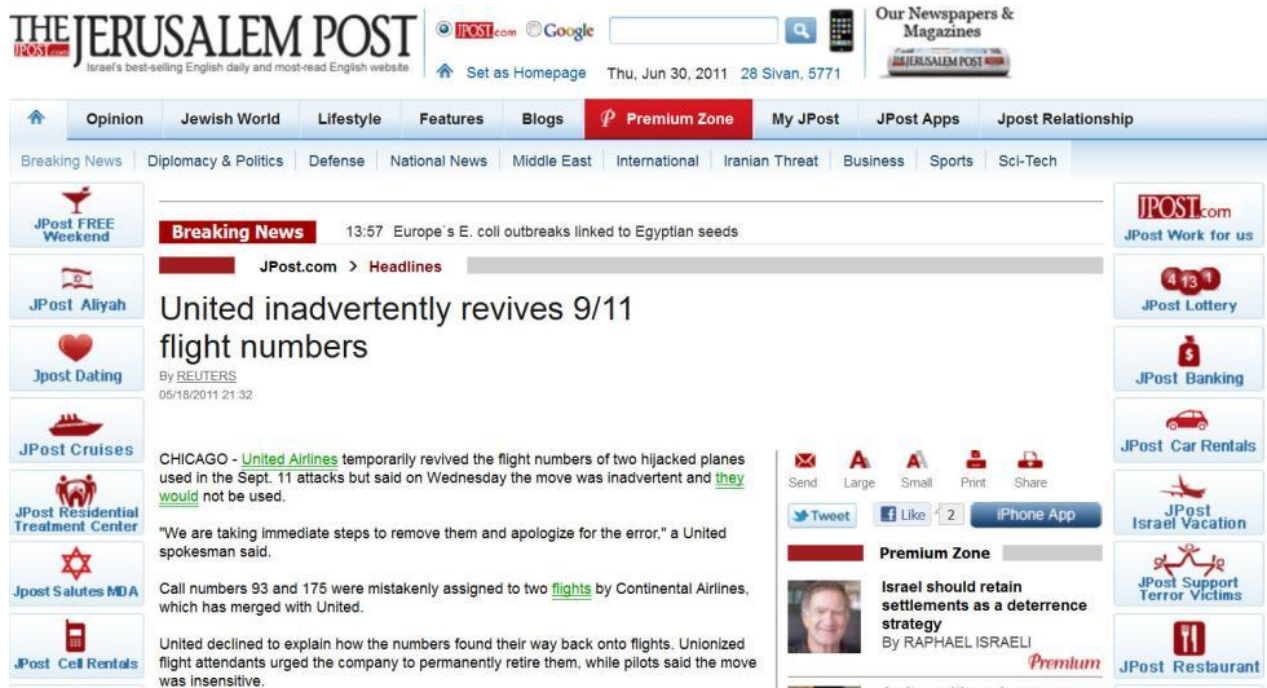 THE JERUSALEM POST
JPOST.com
Israel's best-selling English daily and most-read English website
JPOST.com Google
Set as Homepage Thu, Jun 30, 2011 28 Sivan, 5771
Our Newspapers &
Magazines
THE JERUSALEM POST
Opinion Jewish World Lifestyle Features Blogs P Premium Zone My JPost JPost Apps Jpost Relationship
Breaking News Diplomacy & Politics Defense National News Middle East International Iranian Threat Business Sports Sci-Tech
JPost FREE
Weekend
JPost Aliyah
Jpost Dating
JPost Cruises
JPost Residential
Treatment Center
Jpost Salutes MDA
JPost Cell Rentals
Breaking News 13:57 Europe`s E. coli outbreaks linked to Egyptian seeds
JPost.com > Headlines
United inadvertently revives 9/11
flight numbers
By REUTERS
05/18/2011 21:32
CHICAGO - United Airlines temporarily revived the flight numbers of two hijacked planes
used in the Sept. 11 attacks but said on Wednesday the move was inadvertent and they
would not be used.
"We are taking immediate steps to remove them and apologize for the error," a United
spokesman said.
Call numbers 93 and 175 were mistakenly assigned to two flights by Continental Airlines,
which has merged with United.
United declined to explain how the numbers found their way back onto flights. Unionized
flight attendants urged the company to permanently retire them, while pilots said the move
was insensitive.
Send Large Small Print Share
Tweet Like 2 iPhone App
Premium Zone
Israel should retain
settlements as a deterrence
strategy
By RAPHAEL ISRAELI
Premium
JPOST.com
JPost Work for us
4 13 1
JPost Lottery
$
JPost Banking
JPost Car Rentals
JPost
Israel Vacation
JPost Support
Terror Victims
JPost Restaurant